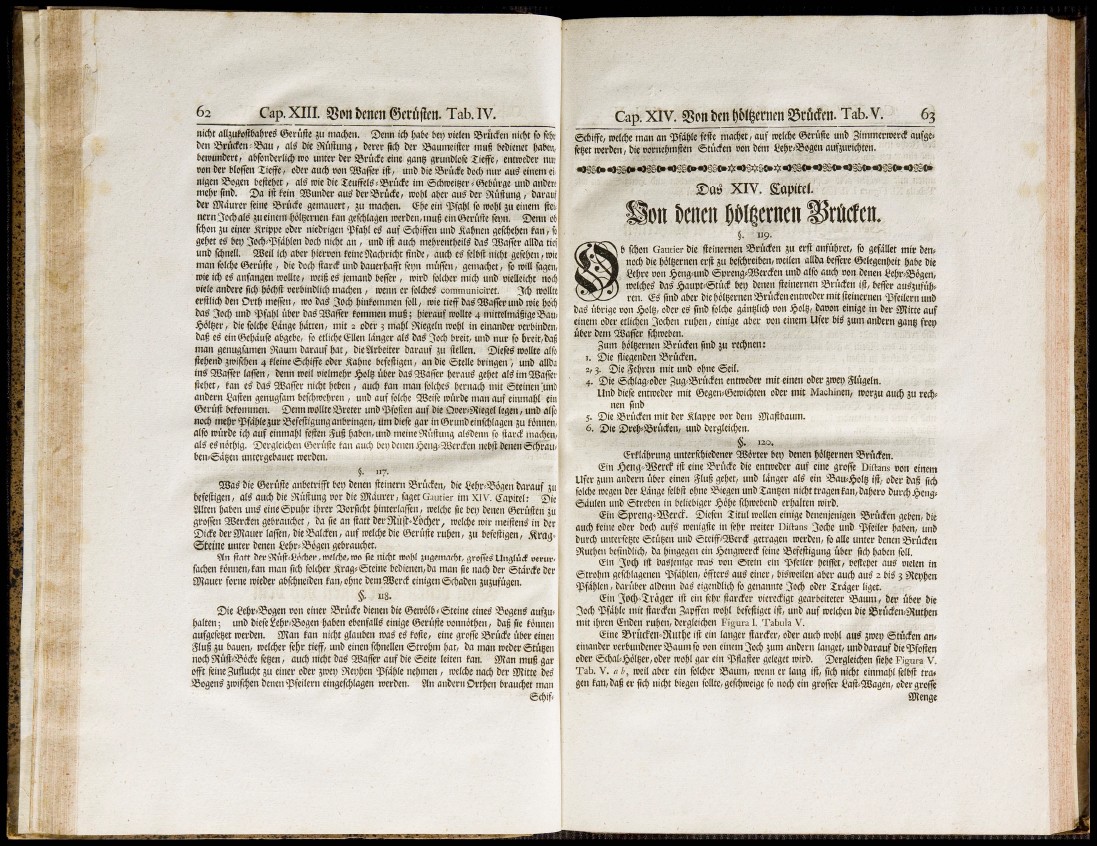 62 Cap. XIII. Von denen Gerüsten. Tab. IV.
nicht allzukostbahres Gerüste zu machen. Denn ich habe bey vielen Brücken nicht so sehr
den Brücken-Bau, als die Rüstung, derer sich der Baumeister muß bedienet haben,
bewundert, absonderlich wo unter der Brücke eine gantz grundlose Tieffe, entweder nur
von der blossen Tieffe, oder auch von Wasser ist, und die Brücke doch nur aus einem ei-
nigen Bogen bestehet, als wie die Teuffels-Brücke im Schweitzer-Gebürge und andere
mehr sind. Da ist kein Wunder aus der Brücke, wohl aber aus der Rüstung, darauf
der Mäurer seine Brücke gemauert, zu machen. Ehe ein Pfahl so wohl zu einem stei-
nern Joch als zu einem höltzernen kan geschlagen werden, muß ein Gerüste seyn. Denn ob
schon zu einer Krippe oder niedrigen Pfahl es auf Schiffen und Kahnen geschehen kan, so
gehet es bey Joch-Pfählen doch nicht an, und ist auch mehrentheils das Wasser allda tief
und schnell. Weil ich aber hiervon keine Nachricht finde, auch es selbst nicht gesehen, wie
man solche Gerüste, die doch starck und dauerhafft seyn müssen, gemachet, so will sagen,
wie ich es anfangen wollte, weiß es jemand besser, wird solcher mich und vielleicht noch
viele andere sich höchst verbindlich machen, wenn er solches communiciret. Ich wollte
erstlich den Orth messen, wo das Joch hinkommen soll, wie tieff das Wasser und wie hoch
das Joch und Pfahl über das Wasser kommen muß; hierauf wollte 4 mittelmäßige Bau-
Höltzer, die solche Länge hätten, mit 2 oder 3 mahl Riegeln wohl in einander verbinden,
daß es ein Gehäuse abgebe, so etliche Ellen länger als das Joch breit, und nur so breit, daß
man genugsamen Raum darauf hat, die Arbeiter darauf zu stellen. Dieses wollte also
stehend zwischen 4 kleine Schiffe oder Kahne befestigen, an die Stelle bringen, und allda
ins Wasser lassen, denn weil vielmehr Holtz über das Wasser heraus gehet als im Wasser
stehet, kan es das Wasser nicht heben, auch kan man solches hernach mit Steinen und
andern Lasten genugsam beschwehren, und auf solche Weise würde man auf einmahl ein
Gerüst bekommen. Denn wollte Breter und Pfosten auf die Qver-Riegel legen, und also
noch mehr Pfähle zur Befestigung anbringen, um diese gar in Grund einschlagen zu können,
also würde ich auf einmahl festen Fuß haben, und meine Rüstung alsdenn so starck machen,
als es nöthig. Dergleichen Gerüste kan auch bey denen Heng-Wercken nebst denen Schrau-
ben-Sätzen untergebauet werden.
§. 117.
Was die Gerüste anbetrifft bey denen steinern Brücken, die Lehr-Bögen darauf zu
befestigen, als auch die Rüstung vor die Mäurer, saget Gautier im XIV. Capitel: Die
Alten haben uns eine Spuhr ihrer Vorsicht hinterlassen, welche sie bey denen Gerüsten zu
grossen Wercken gebrauchet, da sie an statt der Rüst-Löcher, welche wir meistens in der
Dicke der Mauer lassen, die Balcken, auf welche die Gerüste ruhen, zu befestigen, Krag-
Steine unter denen Lehr-Bögen gebrauchet.
An statt der Rüst-Löcher, welche, wo sie nicht wohl zugemacht, grosses Unglück verur-
sachen können, kan man sich solcher Krag-Steine bedienen, da man sie nach der Stärcke der
Mauer forne wieder abschneiden kan, ohne dem Werck einigen Schaden zuzufügen.
§. 118.
Die Lehr-Bogen von einer Brücke dienen die Gewölb-Steine eines Bogens aufzu-
halten; und diese Lehr-Bogen haben ebenfalls einige Gerüste vonnöthen, daß sie können
aufgesetzet werden. Man kan nicht glauben was es koste, eine grosse Brücke über einen
Fluß zu bauen, welcher sehr tieff, und einen schnellen Strohm hat, da man weder Stützen
noch Rüst-Böcke setzen, auch nicht das Wasser auf die Seite leiten kan. Man muß gar
offt seine Zuflucht zu einer oder zwey Reyhen Pfähle nehmen, welche nach der Mitte des
Bogens zwischen denen Pfeilern eingeschlagen werden. An andern Orthen brauchet man
Schif-
Cap. XIV. Von den höltzernen Brücken. Tab. V. 63
Schiffe, welche man an Pfähle feste machet, auf welche Gerüste und Zimmerwerck aufge-
setzet werden, die vornehmsten Stücken von dem Lehr-Bogen aufzurichten.
Das XIV. Capitel.
Von denen höltzernen Brücken.
§. 119.
Ob schon Gautier die steinernen Brücken zu erst anführet, so gefället mir den-
noch die höltzernen erst zu beschreiben, weilen allda bessere Gelegenheit habe die
Lehre von Heng-und Spreng-Wercken und also auch von denen Lehr-Bögen,
welches das Haupt-Stück bey denen steinernen Brücken ist, besser auszufüh-
ren. Es sind aber die höltzernen Brücken entweder mit steinernen Pfeilern und
das übrige von Holtz, oder es sind solche gäntzlich von Holtz, davon einige in der Mitte auf
einem oder etlichen Jochen ruhen, einige aber von einem Ufer bis zum andern gantz frey
über dem Wasser schweben.
Zum höltzernen Brücken sind zu rechnen:
1. Die fliegenden Brücken.
2, 3. Die Fehren mit und ohne Seil.
4. Die Schlag-oder Zug-Brücken entweder mit einen oder zwey Flügeln.
Und diese entweder mit Gegen-Gewichten oder mit Machinen, worzu auch zu rech-
nen sind
5. Die Brücken mit der Klappe vor dem Mastbaum.
6. Die Dreh-Brücken, und dergleichen.
§. 120.
Erklährung unterschiedener Wörter bey denen höltzernen Brücken.
Ein Heng-Werck ist eine Brücke die entweder auf eine grosse Distans von einem
Ufer zum andern über einen Fluß gehet, und länger als ein Bau-Holtz ist, oder daß sich
solche wegen der Länge selbst ohne Biegen und Tantzen nicht tragen kan, dahero durch Heng-
Säulen und Streben in beliebiger Höhe schwebend erhalten wird.
Ein Spreng-Werck. Diesen Titul wollen einige denenjenigen Brücken geben, die
auch keine oder doch aufs wenigste in sehr weiter Distans Joche und Pfeiler haben, und
durch untersetzte Stützen und Steiff-Werck getragen werden, so alle unter denen Brücken
Ruthen befindlich, da hingegen ein Hengwerck seine Befestigung über sich haben soll.
Ein Joch ist dasjenige was von Stein ein Pfeiler heisset, bestehet aus vielen in
Strohm geschlagenen Pfählen, öffters aus einer, bisweilen aber auch aus 2 bis 3 Reyhen
Pfählen, darüber aldenn das eigendlich so genannte Joch oder Träger liget.
Ein Joch-Träger ist ein sehr starcker viereckigt gearbeiteter Baum, der über die
Joch Pfähle mit starcken Zapffen wohl befestiget ist, und auf welchen die Brücken-Ruthen
mit ihren Enden ruhen, dergleichen Figura I. Tabula V.
Eine Brücken-Ruthe ist ein langer starcker, oder auch wohl aus zwey Stücken an-
einander verbundener Baum so von einem Joch zum andern langet, und darauf die Pfosten
oder Schal-Höltzer, oder wohl gar ein Pflaster geleget wird. Dergleichen siehe Figura V.
Tab. V. a b, weil aber ein solcher Baum, wenn er lang ist, sich nicht einmahl selbst tra-
gen kan, daß er sich nicht biegen sollte, geschweige so noch ein grosser Last-Wagen, oder grosse
Menge